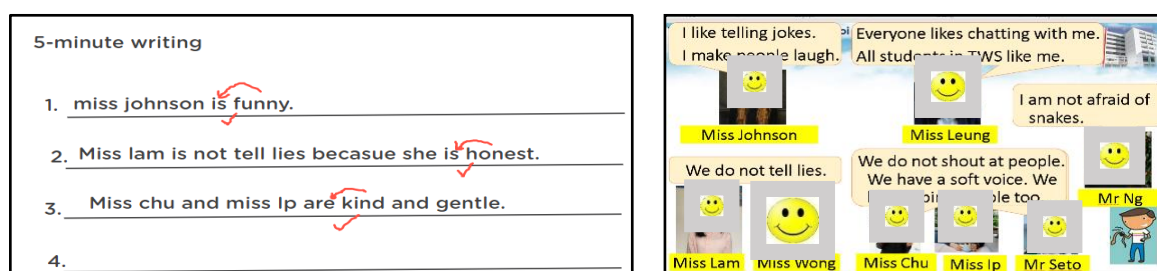 5-minute writing
1. miss johnson is funny.
2. Miss lam is not tell lies becasue she is honest.
3. Miss chu and miss Ip are kind and gentle.
4.
I like telling jokes.
I make people laugh.
Miss Johnson
Everyone likes chatting with me.
All students in TWS like me.
Miss Leung
I am not afraid of
snakes.
Mr Ng
We do not tell lies.
Miss Lam
Miss Wong
We do not shout at people.
We have a soft voice. We
too
Miss Chu
Miss Ip
Mr Seto